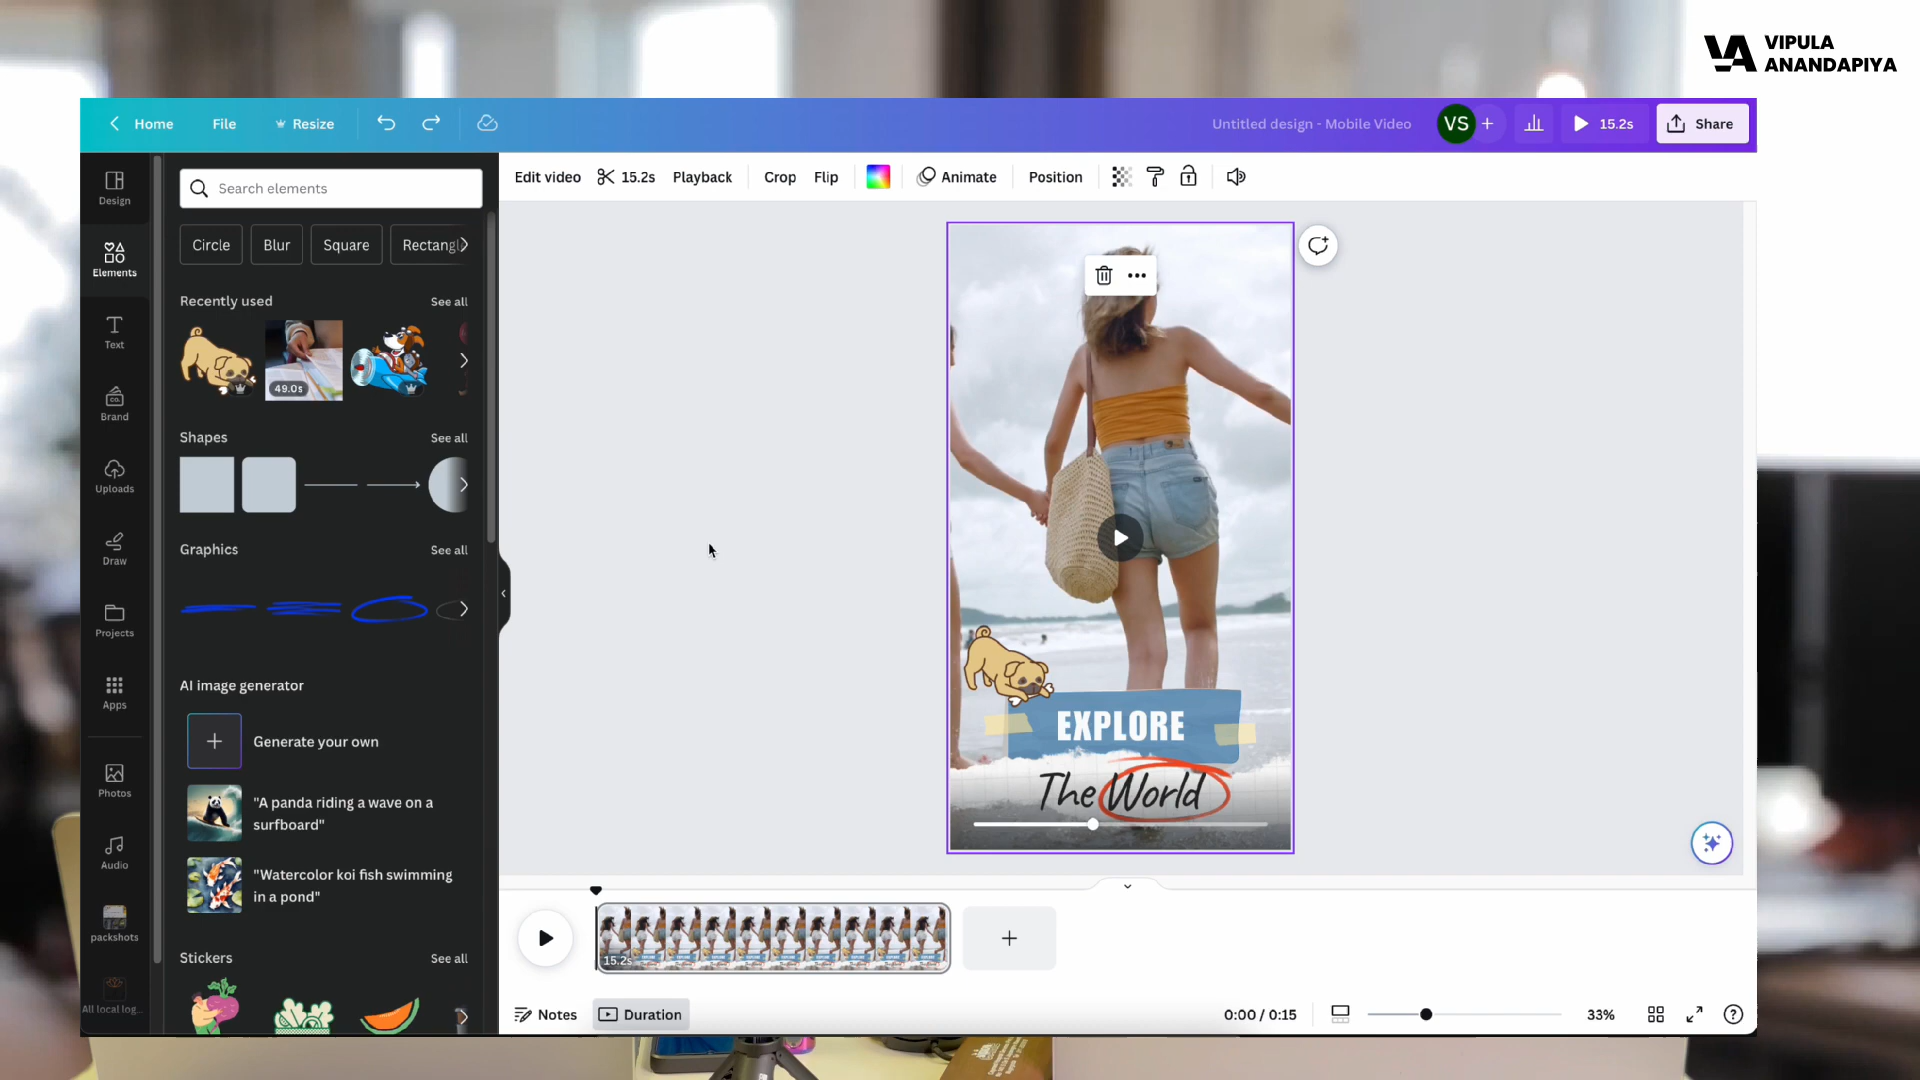 VIPULA
ANANDAPIYA
Home File Resize
Untitled design - Mobile Video VS + 15.2s Share
Search elements
Edit video 15.2s Playback Crop Flip Animate Position
Design
Elements
Text
Brand
Uploads
Draw
Projects
Apps
Photos
Audio
packshots
All local log...
Circle Blur Square Rectangl
Recently used See all
49.0s
Shapes See all
Graphics See all
AI image generator
Generate your own
"A panda riding a wave on a
surfboard"
"Watercolor koi fish swimming
in a pond"
Stickers See all
EXPLORE
The World
15.2s
Notes Duration 0:00 / 0:15 33%